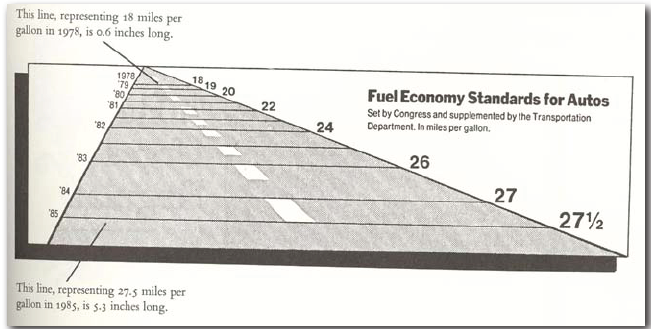 This line, representing 18 miles per
gallon in 1978, is 0.6 inches long.
1978
'79
'80
'81
'82
'83
'84
'85
18
19
20
22
24
26
27
27½
Fuel Economy Standards for Autos
Set by Congress and supplemented by the Transportation
Department. In miles per gallon.
This line, representing 27.5 miles per
gallon in 1985, is 5.3 inches long.